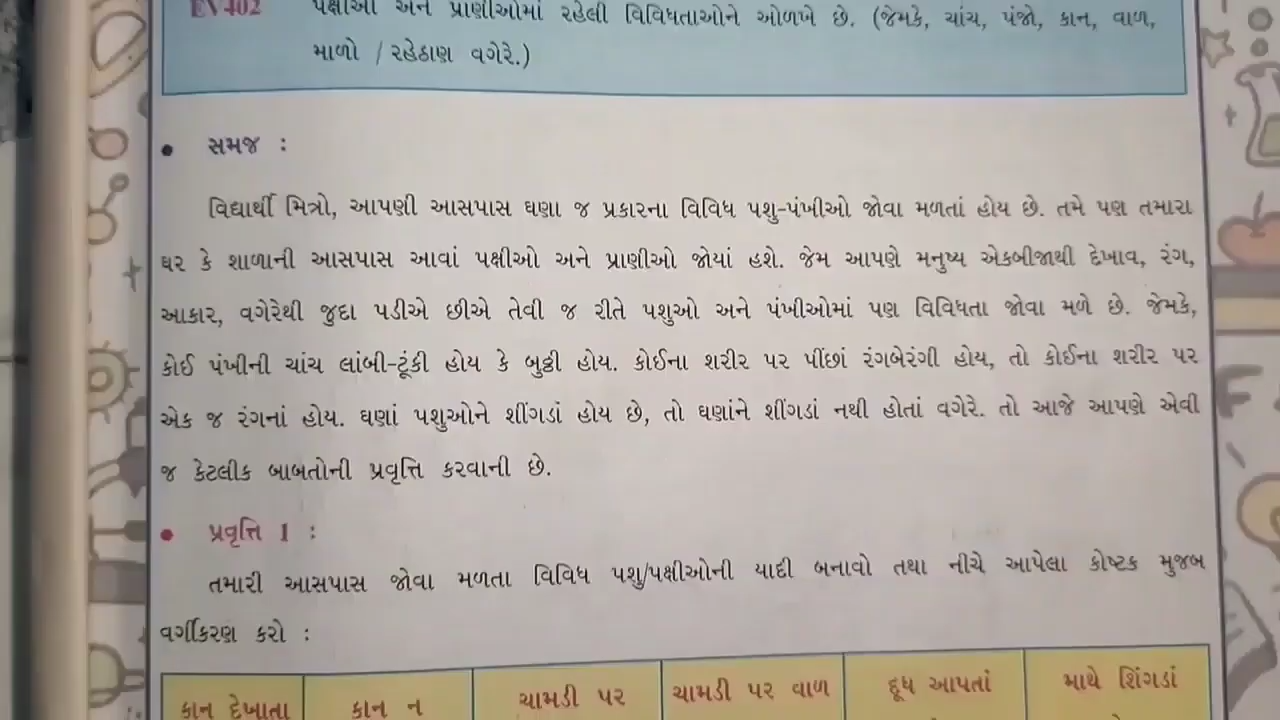 EV402 પક્ષીઓ અને પ્રાણીઓમાં રહેલી વિવિધતાઓને ઓળખે છે. (જેમકે, ચાંચ, પંજો, કાન, વાળ,
માળો / રહેઠાણ વગેરે.)
• સમજ :
વિદ્યાર્થી મિત્રો, આપણી આસપાસ ઘણા જ પ્રકારના વિવિધ પશુ-પંખીઓ જોવા મળતાં હોય છે. તમે પણ તમારા
ઘર કે શાળાની આસપાસ આવાં પક્ષીઓ અને પ્રાણીઓ જોયાં હશે. જેમ આપણે મનુષ્ય એકબીજાથી દેખાવ, રંગ,
આકાર, વગેરેથી જુદા પડીએ છીએ તેવી જ રીતે પશુઓ અને પંખીઓમાં પણ વિવિધતા જોવા મળે છે. જેમકે,
કોઈ પંખીની ચાંચ લાંબી-ટૂંકી હોય કે બુઠ્ઠી હોય. કોઈના શરીર પર પીંછાં રંગબેરંગી હોય, તો કોઈના શરીર પર
એક જ રંગનાં હોય. ઘણાં પશુઓને શીંગડાં હોય છે, તો ઘણાંને શીંગડાં નથી હોતાં વગેરે. તો આજે આપણે એવી
જ કેટલીક બાબતોની પ્રવૃત્તિ કરવાની છે.
• પ્રવૃત્તિ 1 :
તમારી આસપાસ જોવા મળતા વિવિધ પશુ/પક્ષીઓની યાદી બનાવો તથા નીચે આપેલા કોષ્ટક મુજબ
વર્ગીકરણ કરો :
કાન દેખાતા કાન ન ચામડી પર ચામડી પર વાળ દૂધ આપતાં માથે શિંગડાં